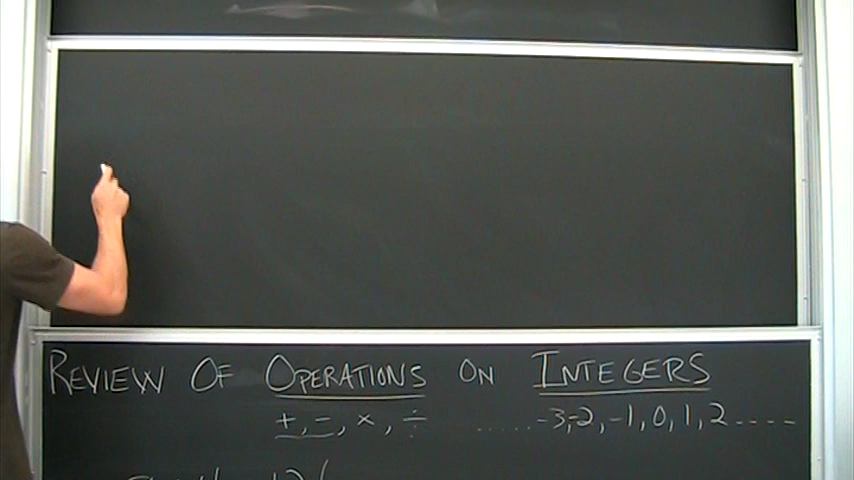 REVIEW OF OPERATIONS ON INTEGERS
+, -, ×, ÷ ......-3,-2,-1,0,1,2----